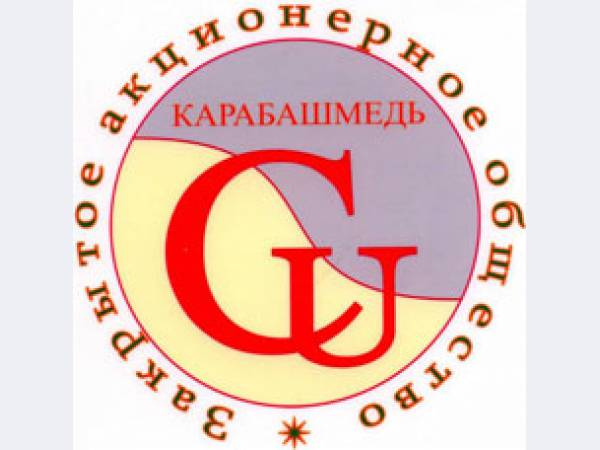 Закрытое акционерное общество
КАРАБАШМЕДЬ
Cu